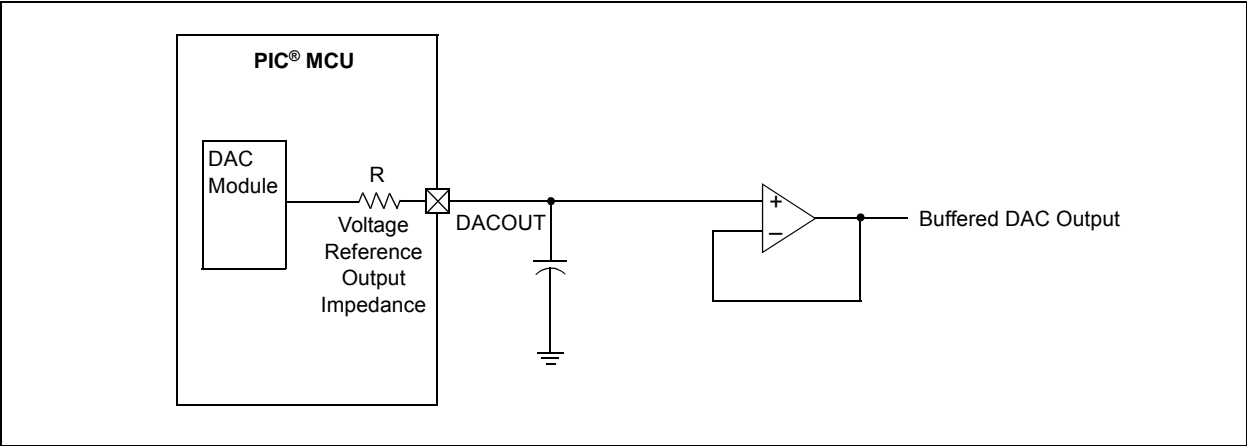 PIC® MCU
DAC
Module
R
Voltage
Reference
Output
Impedance
DACOUT
+
–
Buffered DAC Output